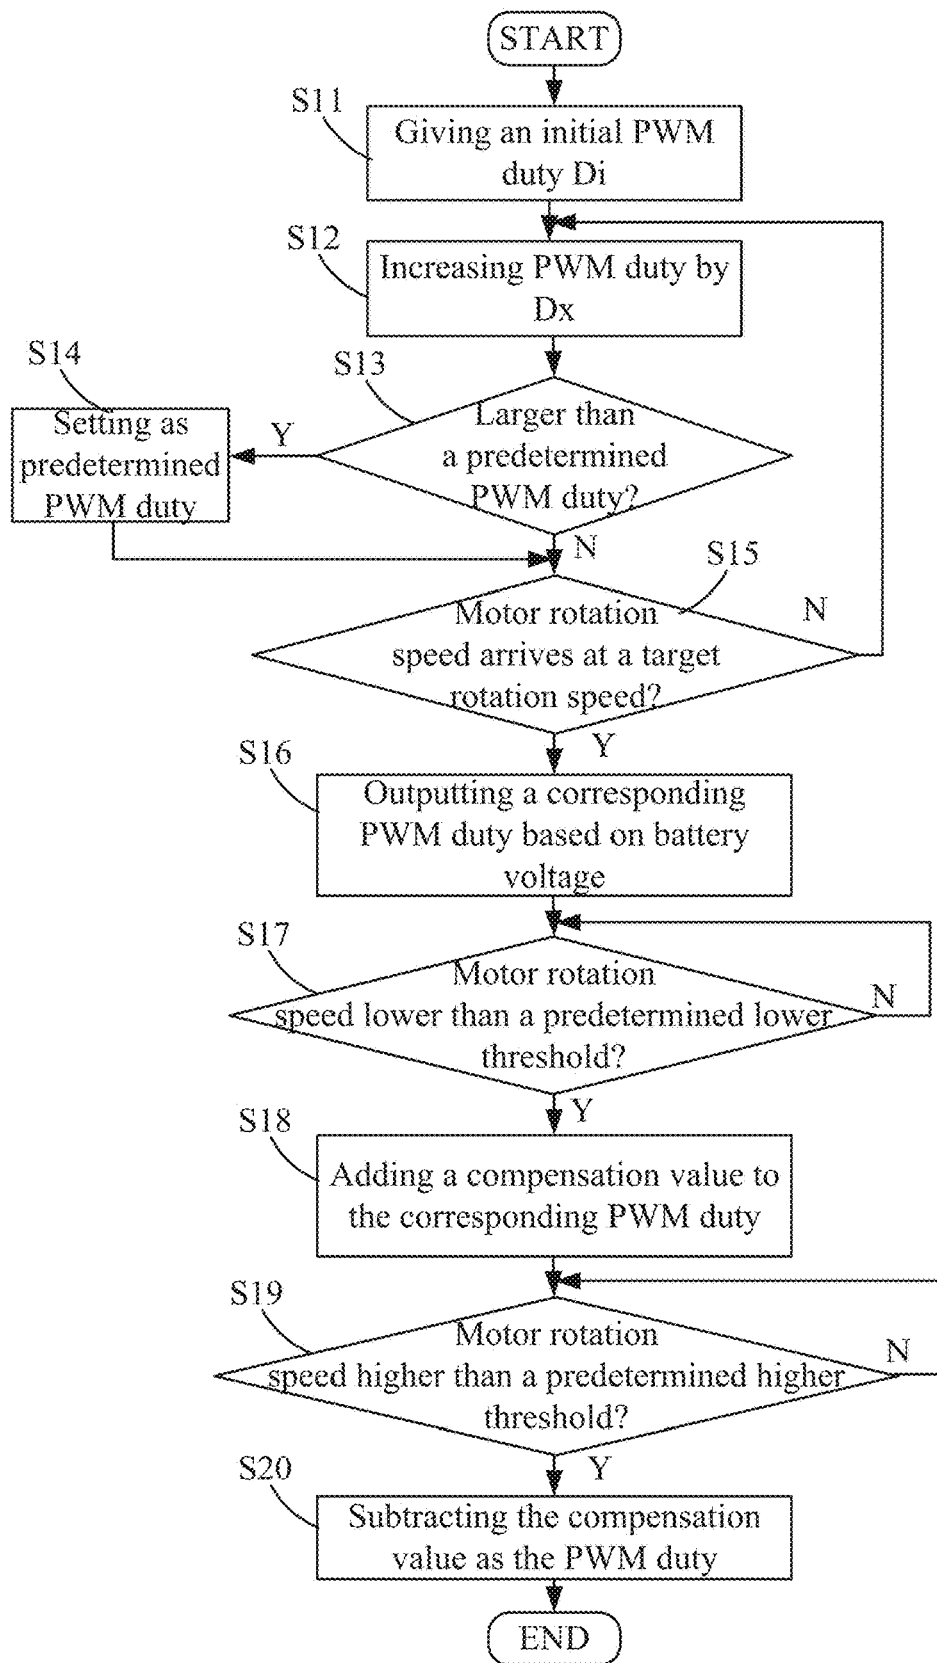 START
S11
Giving an initial PWM
duty Di
S12
Increasing PWM duty by
Dx
S13
Larger than
a predetermined
PWM duty?
Y
S14
Setting as
predetermined
PWM duty
N
S15
Motor rotation
speed arrives at a target
rotation speed?
N
Y
S16
Outputting a corresponding
PWM duty based on battery
voltage
S17
Motor rotation
speed lower than a predetermined lower
threshold?
N
Y
S18
Adding a compensation value to
the corresponding PWM duty
S19
Motor rotation
speed higher than a predetermined higher
threshold?
N
Y
S20
Subtracting the compensation
value as the PWM duty
END